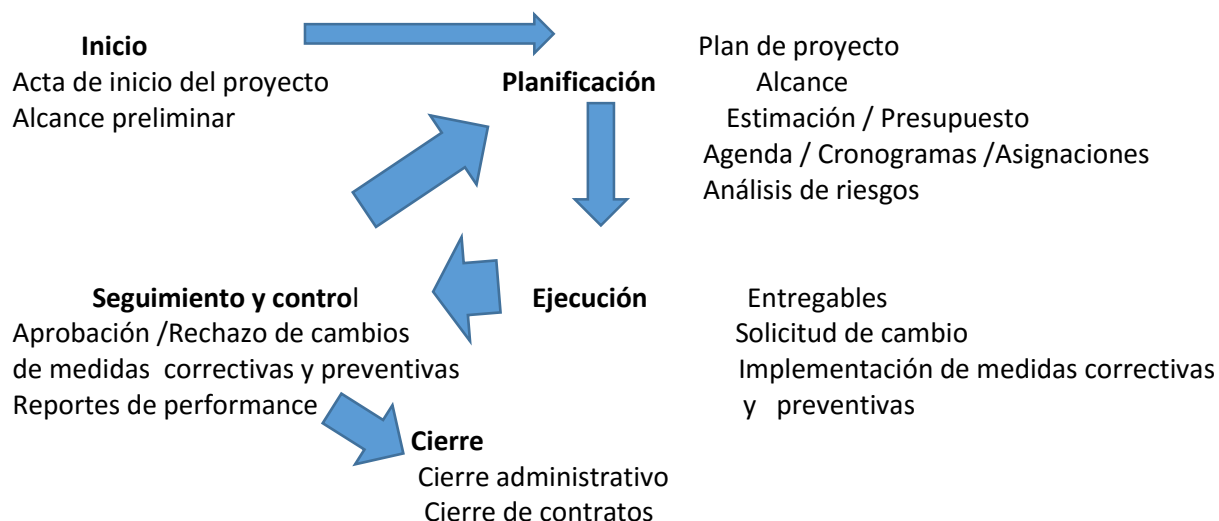 Inicio
Acta de inicio del proyecto
Alcance preliminar
Planificación
Plan de proyecto
Alcance
Estimación / Presupuesto
Agenda / Cronogramas /Asignaciones
Análisis de riesgos
Seguimiento y control
Aprobación /Rechazo de cambios
de medidas correctivas y preventivas
Reportes de performance
Ejecución
Entregables
Solicitud de cambio
Implementación de medidas correctivas
y preventivas
Cierre
Cierre administrativo
Cierre de contratos